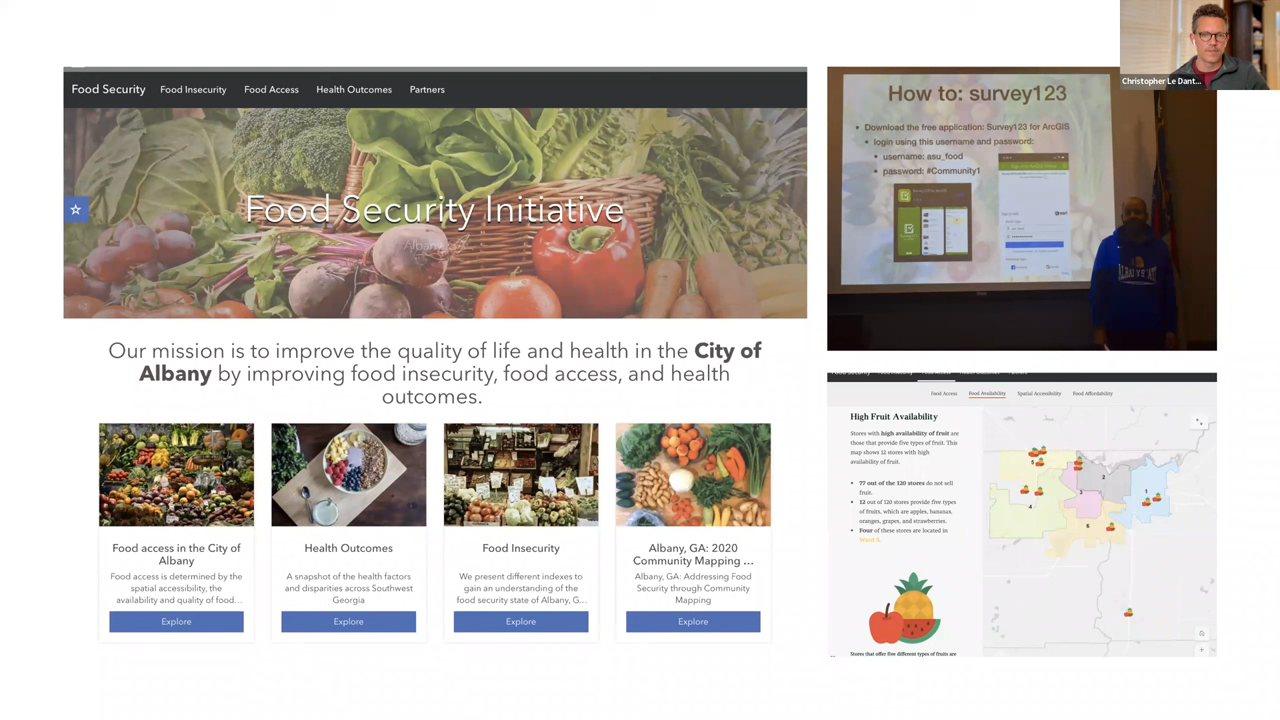 Christopher Le Dant...
Food Security
Food Insecurity
Food Access
Health Outcomes
Partners
Food Security Initiative
Our mission is to improve the quality of life and health in the City of
Albany by improving food insecurity, food access, and health
outcomes.
Food access in the City of
Albany
Food access is determined by the
spatial accessibility, the
availability and quality of food...
Explore
Health Outcomes
A snapshot of the health factors
and disparities across Southwest
Georgia
Explore
Food Insecurity
We present different indexes to
gain an understanding of the
food security state of Albany, G...
Explore
Albany, GA: 2020
Community Mapping ...
Albany, GA: Addressing Food
Security through Community
Mapping
Explore
How to: survey123
• Download the free application: Survey123 for ArcGIS
• login using this username and password:
• username: asu_food
• password: #Community1
Food Access
Food Availability
Spatial Accessibility
Food Affordability
High Fruit Availability
Stores with high availability of fruit are
those that provide five types of fruit. This
map shows 12 stores with high
availability of fruit.
• 77 out of the 120 stores do not sell
fruit.
• 12 out of 120 stores provide five types
of fruits, which are apples, bananas,
oranges, grapes, and strawberries.
• Four of these stores are located in
Ward 5.
Stores that offer five different types of fruits are
5
2
3
1
4
6